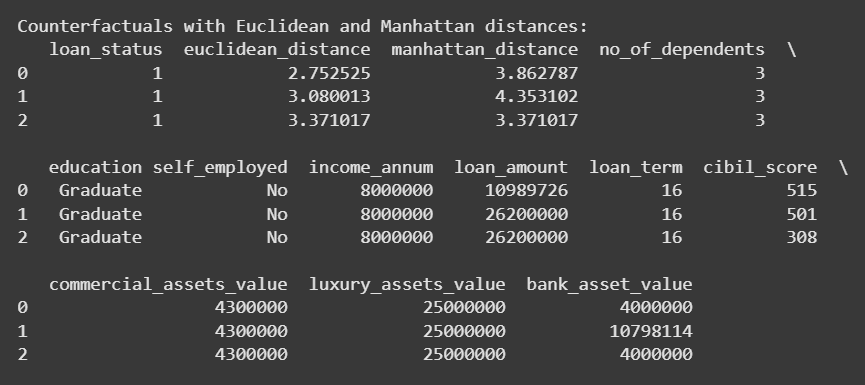 Counterfactuals with Euclidean and Manhattan distances:
   loan_status  euclidean_distance  manhattan_distance  no_of_dependents  \
0            1            2.752525            3.862787                 3
1            1            3.080013            4.353102                 3
2            1            3.371017            3.371017                 3

   education self_employed  income_annum  loan_amount  loan_term  cibil_score  \
0   Graduate            No       8000000     10989726         16          515
1   Graduate            No       8000000     26200000         16          501
2   Graduate            No       8000000     26200000         16          308

   commercial_assets_value  luxury_assets_value  bank_asset_value
0                  4300000             25000000           4000000
1                  4300000             25000000          10798114
2                  4300000             25000000           4000000